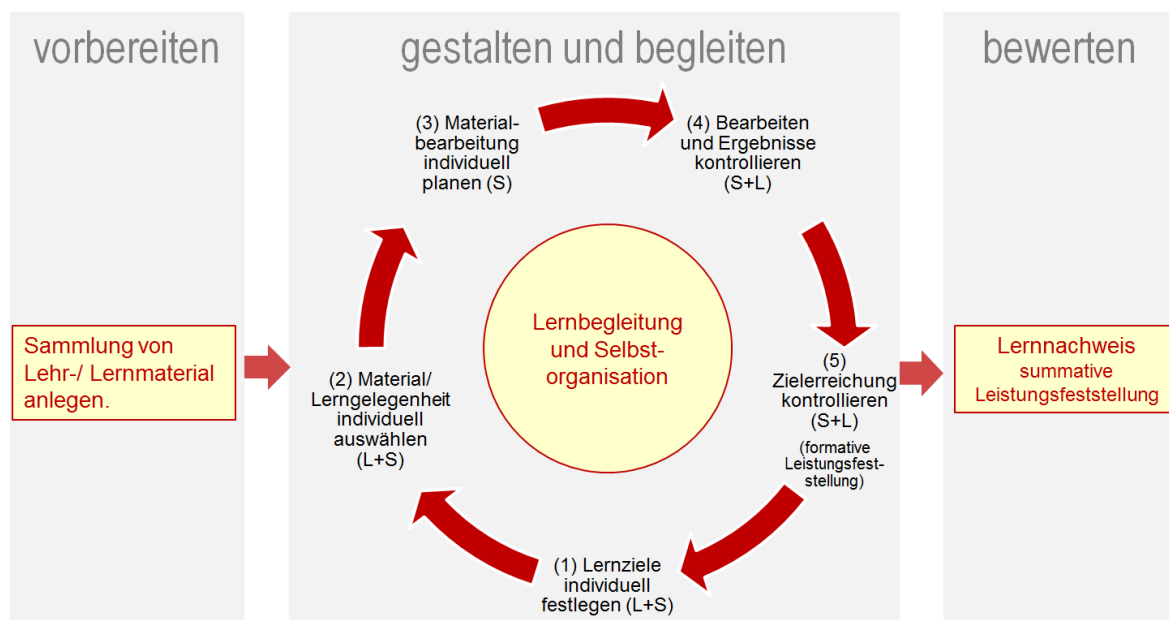 vorbereiten
gestalten und begleiten
bewerten
Sammlung von
Lehr-/ Lernmaterial
anlegen.
(3) Material-
bearbeitung
individuell
planen (S)
(4) Bearbeiten
und Ergebnisse
kontrollieren
(S+L)
Lernbegleitung
und Selbst-
organisation
(2) Material/
Lerngelegenheit
individuell
auswählen
(L+S)
(5)
Zielerreichung
kontrollieren
(S+L)
(formative
Leistungsfest-
stellung)
(1) Lernziele
individuell
festlegen (L+S)
Lernnachweis
summative
Leistungsfeststellung